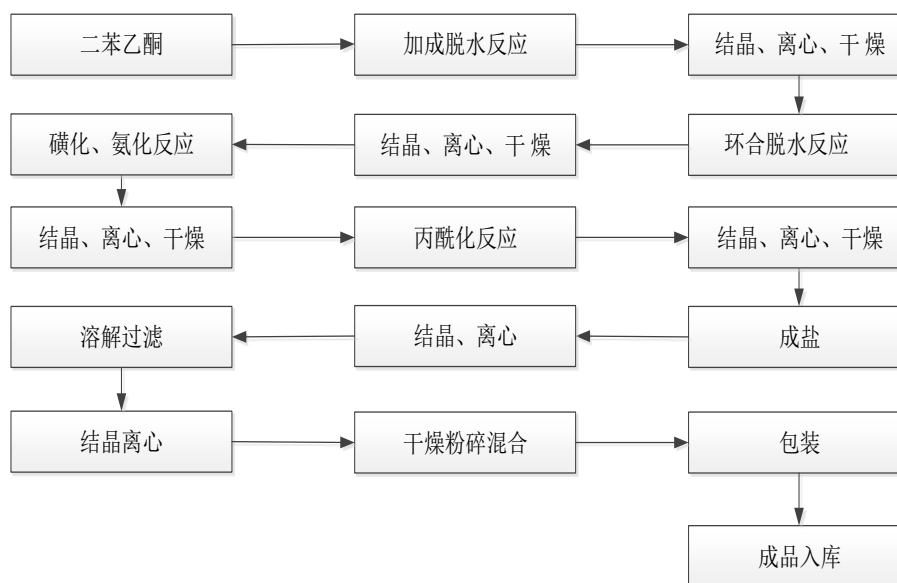 二苯乙酮
加成脱水反应
结晶、离心、干 燥
环合脱水反应
结晶、离心、干 燥
磺化、氨化反应
结晶、离心、干燥
丙酰化反应
结晶、离心、干燥
成盐
结晶、离心
溶解过滤
结晶离心
干燥粉碎混合
包装
成品入库